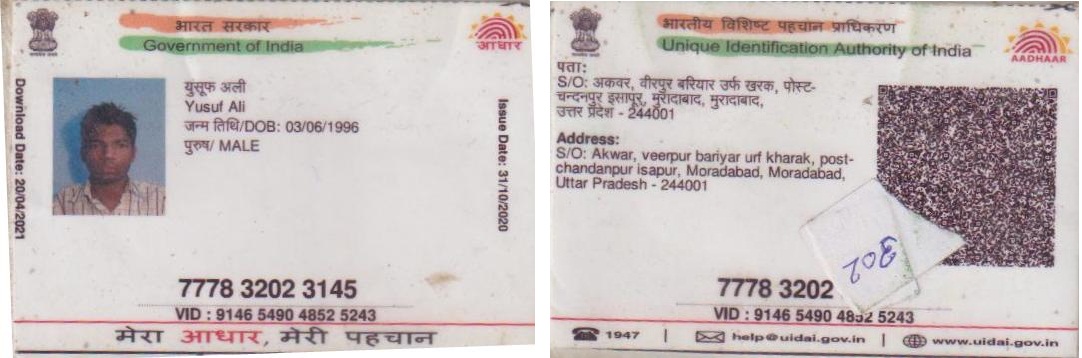 भारत सरकार
Government of India
आधार
Download Date: 20/04/2021
युसूफ अली
Yusuf Ali
जन्म तिथि/DOB: 03/06/1996
पुरुष/ MALE
Issue Date: 31/10/2020
7778 3202 3145
VID : 9146 5490 4852 5243
मेरा आधार, मेरी पहचान
भारतीय विशिष्ट पहचान प्राधिकरण
Unique Identification Authority of India
AADHAAR
पता:
S/O: अकवर, वीरपुर बरियार उर्फ खरक, पोस्ट-
चन्दनपुर इसापुर, मुरादाबाद, मुरादाबाद,
उत्तर प्रदेश - 244001
Address:
S/O: Akwar, veerpur bariyar urf kharak, post-
chandanpur isapur, Moradabad, Moradabad,
Uttar Pradesh - 244001
302
7778 3202
VID : 9146 5490 4852 5243
1947 | help@uidai.gov.in | www.uidai.gov.in